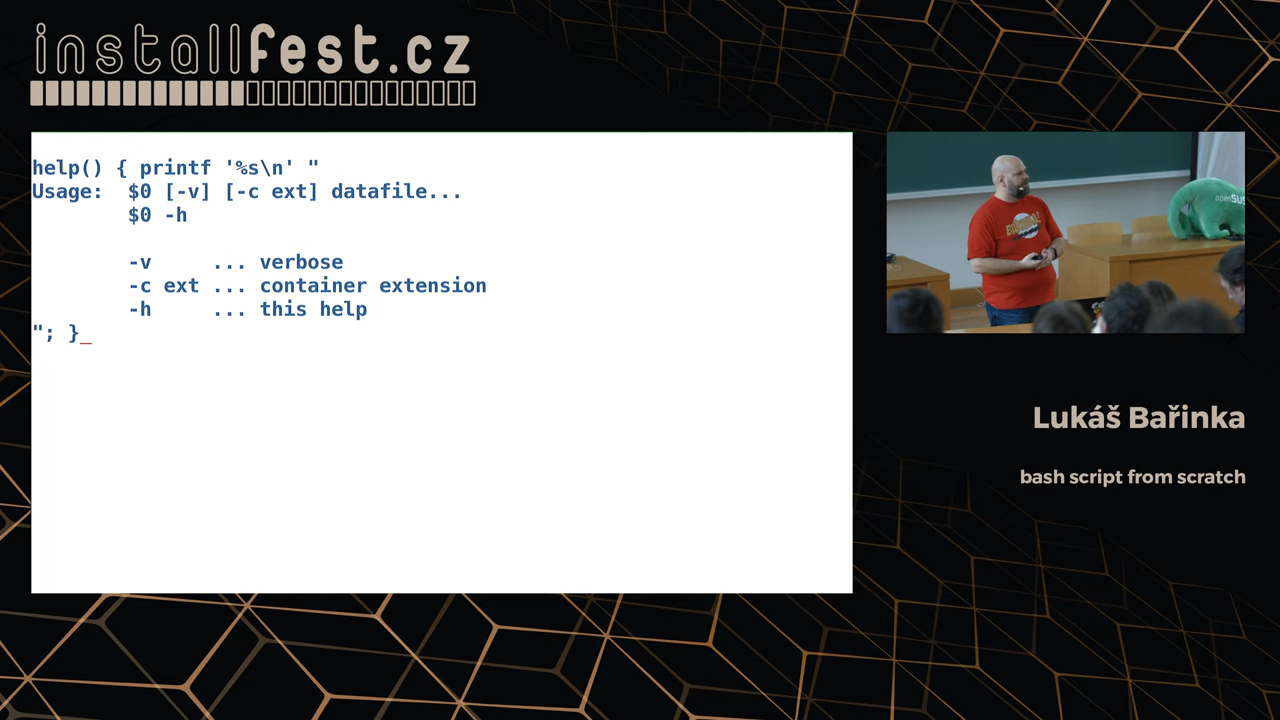 installfest.cz
help() { printf '%s\n' "
Usage:  $0 [-v] [-c ext] datafile...
        $0 -h

        -v     ... verbose
        -c ext ... container extension
        -h     ... this help
"; }_
Lukáš Bařinka
bash script from scratch